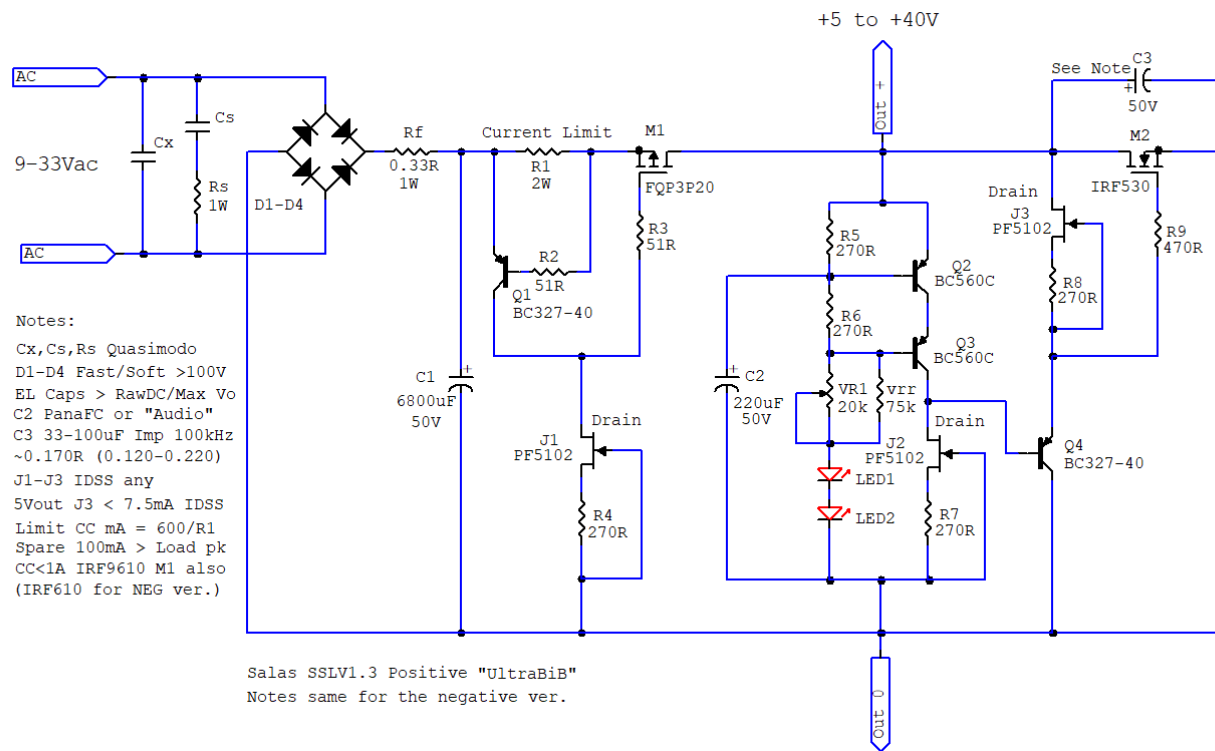 +5 to +40V
AC
Cx
Cs
Rs
1W
9-33Vac
AC
D1-D4
Rf
0.33R
1W
Current Limit
R1
2W
M1
FQP3P20
R3
51R
R2
51R
Q1
BC327-40
C1
6800uF
50V
Drain
J1
PF5102
R4
270R
Out +
R5
270R
Q2
BC560C
R6
270R
Q3
BC560C
C2
220uF
50V
VR1
20k
vrr
75k
Drain
J2
PF5102
LED1
LED2
R7
270R
See Note
C3
50V
M2
IRF530
Drain
J3
PF5102
R9
470R
R8
270R
Q4
BC327-40
Out 0
Notes:
Cx,Cs,Rs Quasimodo
D1-D4 Fast/Soft >100V
EL Caps > RawDC/Max Vo
C2 PanaFC or "Audio"
C3 33-100uF Imp 100kHz
~0.170R (0.120-0.220)
J1-J3 IDSS any
5Vout J3 < 7.5mA IDSS
Limit CC mA = 600/R1
Spare 100mA > Load pk
CC<1A IRF9610 M1 also
(IRF610 for NEG ver.)
Salas SSLV1.3 Positive "UltraBiB"
Notes same for the negative ver.